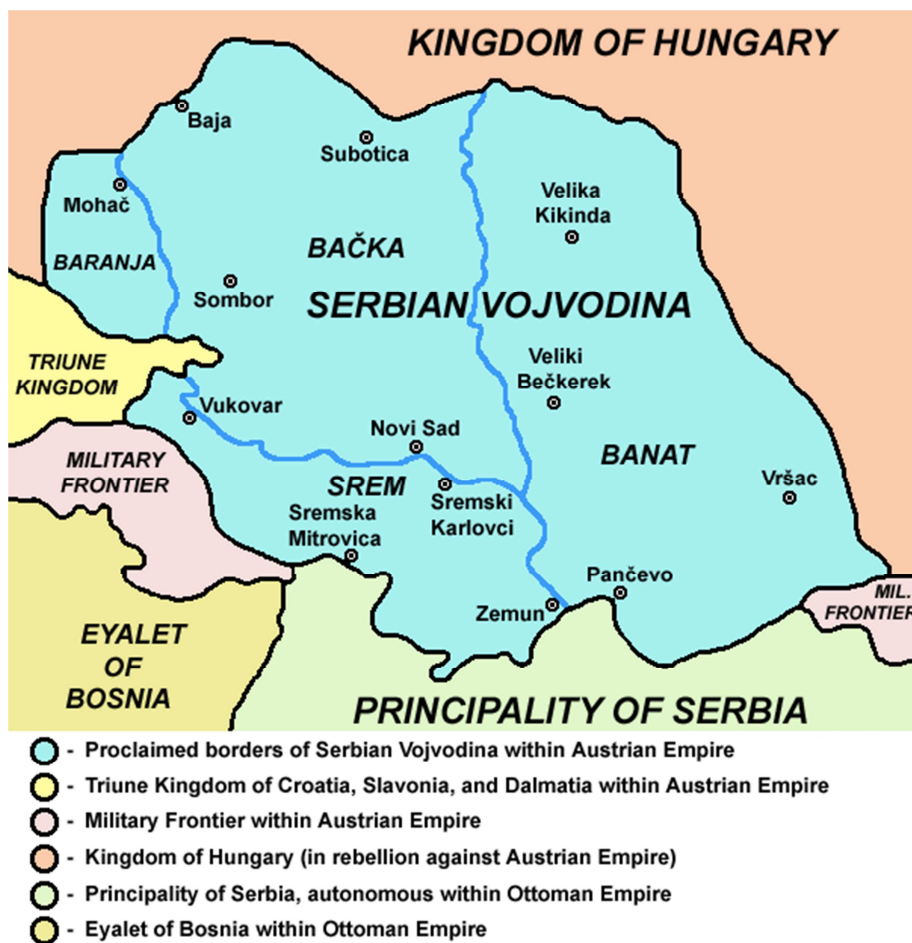 KINGDOM OF HUNGARY
Baja
Subotica
Mohač
Velika
Kikinda
BARANJA
BAČKA
Sombor
SERBIAN VOJVODINA
TRIUNE
KINGDOM
Veliki
Bečkerek
Vukovar
Novi Sad
MILITARY
FRONTIER
BANAT
SREM
Vršac
Sremska
Mitrovica
Sremski
Karlovci
Pančevo
Zemun
MIL.
FRONTIER
EYALET
OF
BOSNIA
PRINCIPALITY OF SERBIA
- Proclaimed borders of Serbian Vojvodina within Austrian Empire
- Triune Kingdom of Croatia, Slavonia, and Dalmatia within Austrian Empire
- Military Frontier within Austrian Empire
- Kingdom of Hungary (in rebellion against Austrian Empire)
- Principality of Serbia, autonomous within Ottoman Empire
- Eyalet of Bosnia within Ottoman Empire